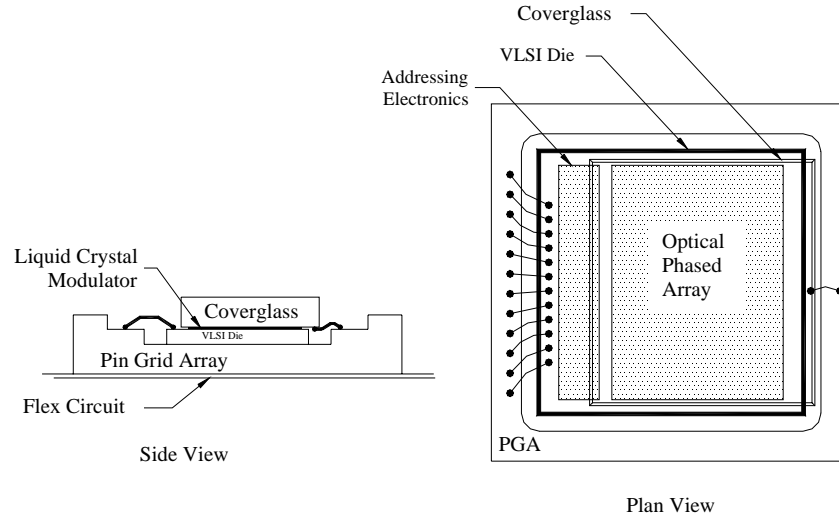 Coverglass
VLSI Die
Addressing
Electronics
Liquid Crystal
Modulator
Coverglass
VLSI Die
Pin Grid Array
Flex Circuit
Side View
Optical
Phased
Array
PGA
Plan View